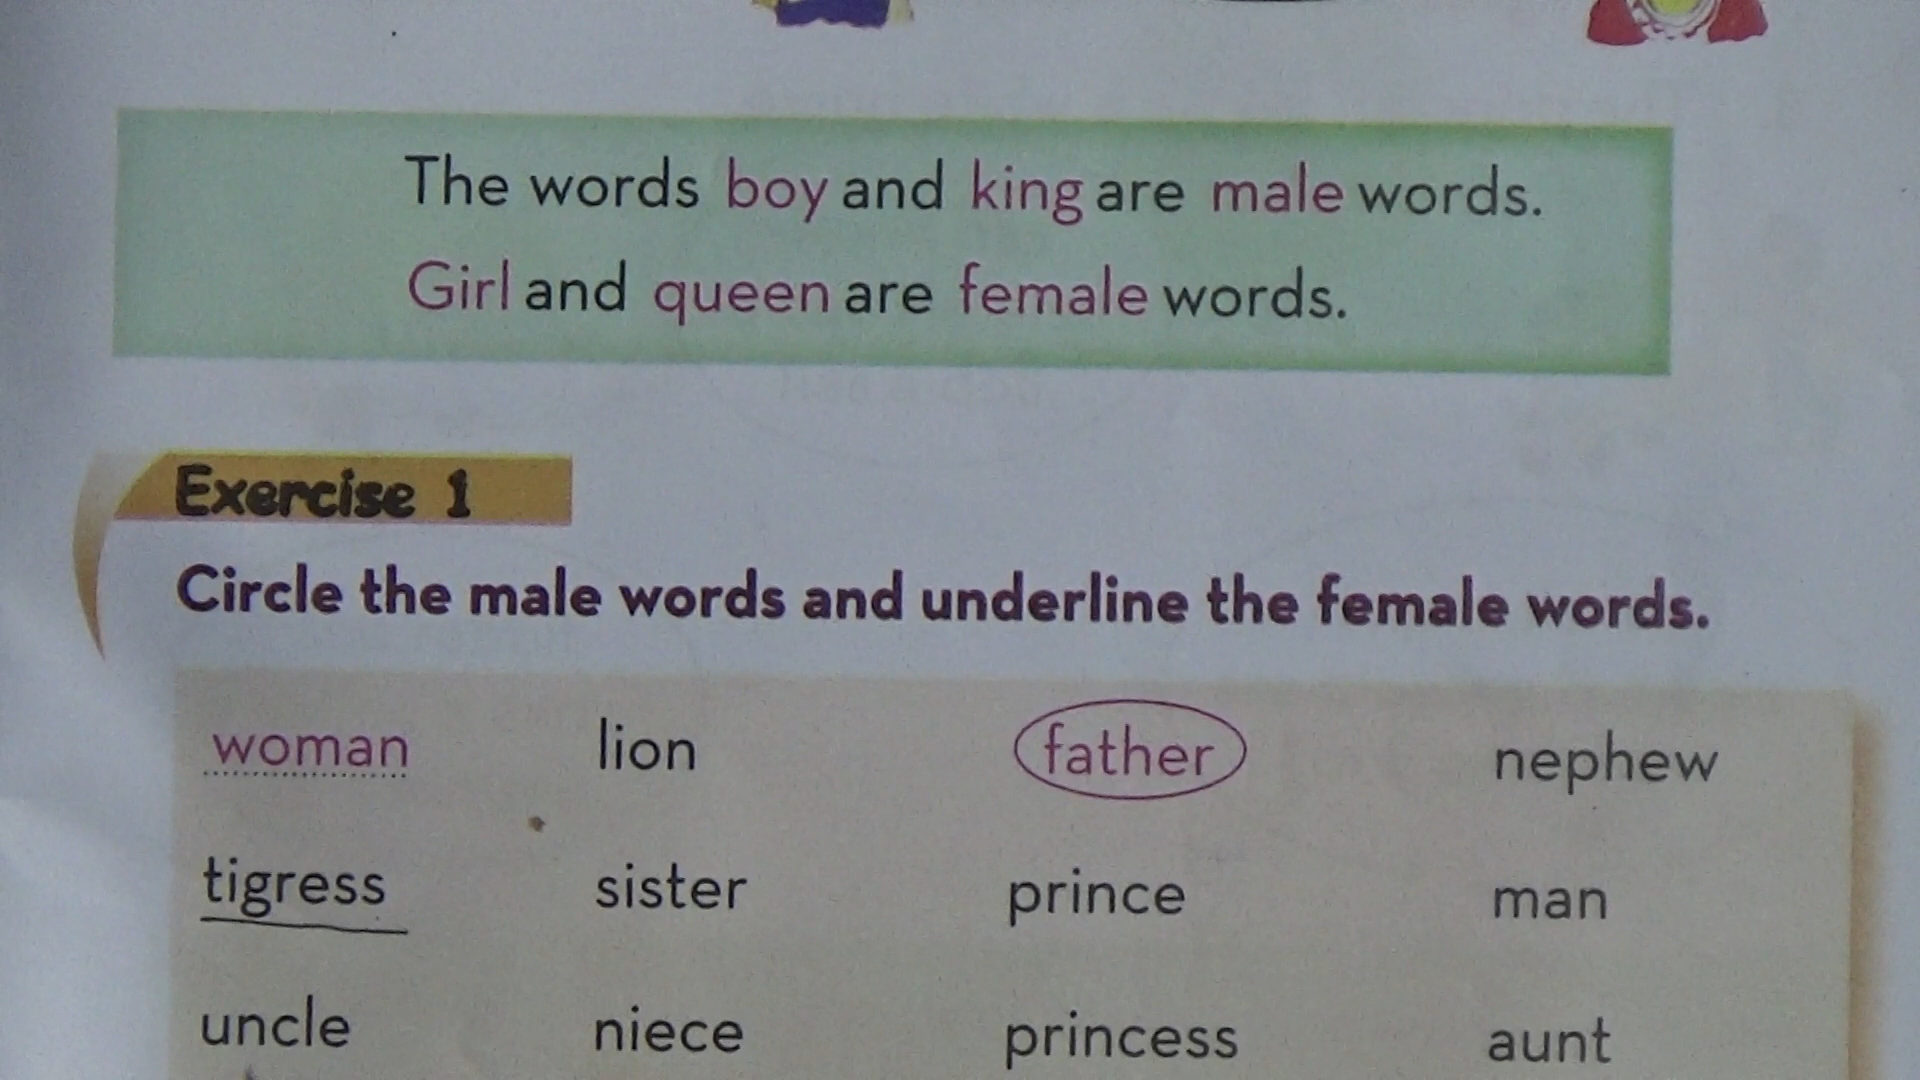 The words boy and king are male words.
Girl and queen are female words.
Exercise 1
Circle the male words and underline the female words.
woman lion father nephew
tigress sister prince man
uncle niece princess aunt